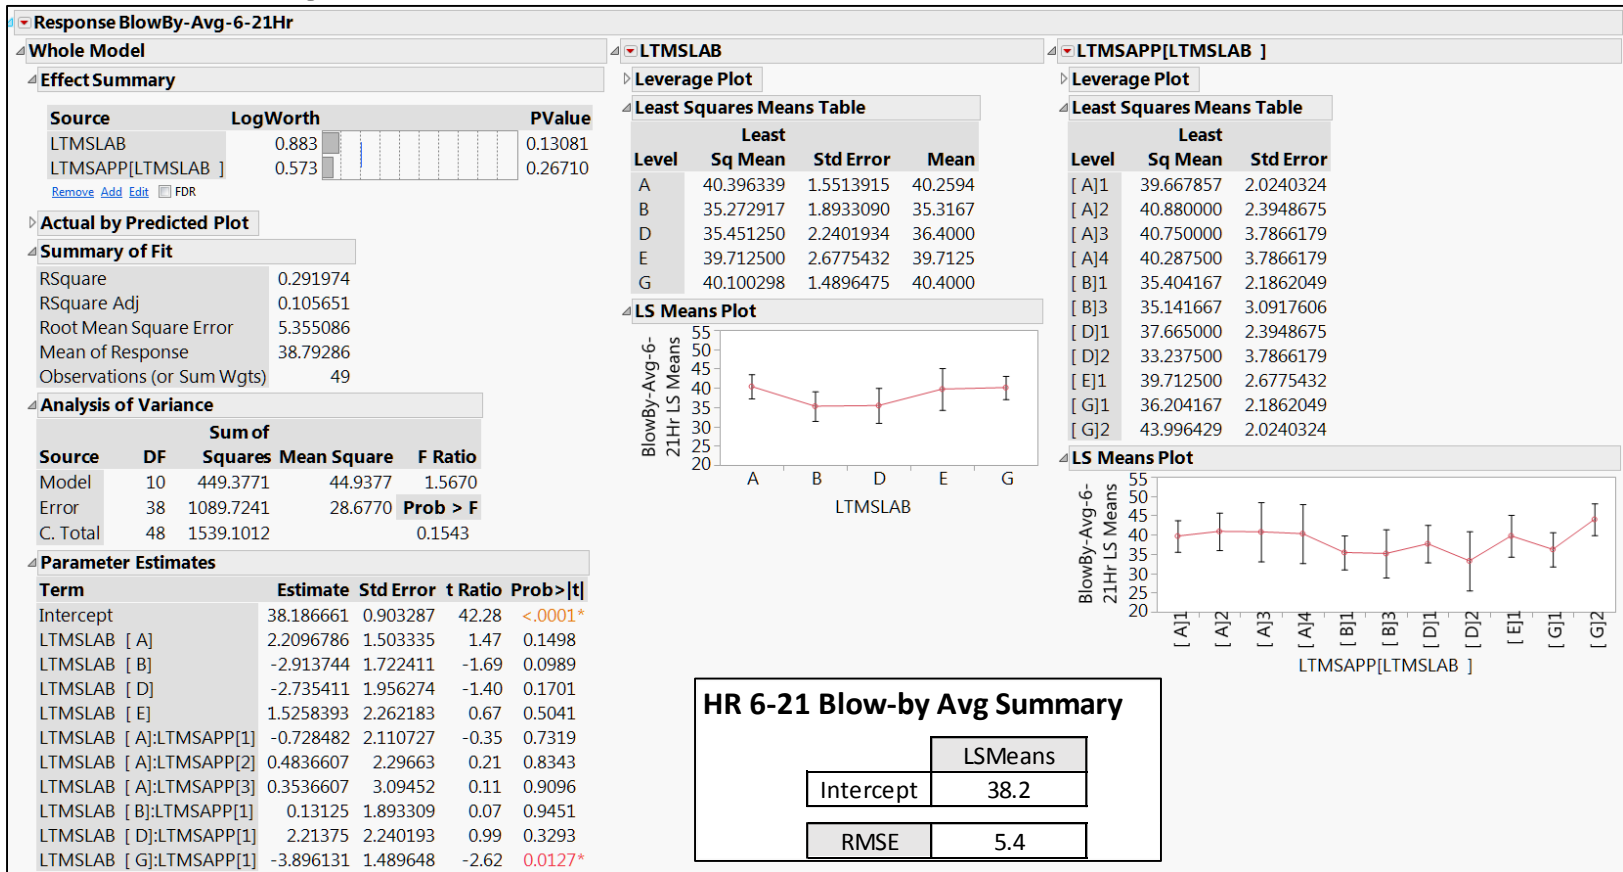 Response BlowBy-Avg-6-21Hr
Whole Model
Effect Summary
Source LogWorth PValue
LTMSLAB 0.883 0.13081
LTMSAPP[LTMSLAB ] 0.573 0.26710
Remove Add Edit FDR
Actual by Predicted Plot
Summary of Fit
RSquare 0.291974
RSquare Adj 0.105651
Root Mean Square Error 5.355086
Mean of Response 38.79286
Observations (or Sum Wgts) 49
Analysis of Variance
Sum of
Source DF Squares Mean Square F Ratio
Model 10 449.3771 44.9377 1.5670
Error 38 1089.7241 28.6770 Prob > F
C. Total 48 1539.1012 0.1543
Parameter Estimates
Term Estimate Std Error t Ratio Prob>|t|
Intercept 38.186661 0.903287 42.28 <.0001*
LTMSLAB [ A] 2.2096786 1.503335 1.47 0.1498
LTMSLAB [ B] -2.913744 1.722411 -1.69 0.0989
LTMSLAB [ D] -2.735411 1.956274 -1.40 0.1701
LTMSLAB [ E] 1.5258393 2.262183 0.67 0.5041
LTMSLAB [ A]:LTMSAPP[1] -0.728482 2.110727 -0.35 0.7319
LTMSLAB [ A]:LTMSAPP[2] 0.4836607 2.29663 0.21 0.8343
LTMSLAB [ A]:LTMSAPP[3] 0.3536607 3.09452 0.11 0.9096
LTMSLAB [ B]:LTMSAPP[1] 0.13125 1.893309 0.07 0.9451
LTMSLAB [ D]:LTMSAPP[1] 2.21375 2.240193 0.99 0.3293
LTMSLAB [ G]:LTMSAPP[1] -3.896131 1.489648 -2.62 0.0127*
LTMSLAB
Leverage Plot
Least Squares Means Table
Least
Level Sq Mean Std Error Mean
A 40.396339 1.5513915 40.2594
B 35.272917 1.8933090 35.3167
D 35.451250 2.2401934 36.4000
E 39.712500 2.6775432 39.7125
G 40.100298 1.4896475 40.4000
LS Means Plot
BlowBy-Avg-6-
21Hr LS Means
55
50
45
40
35
30
25
20
A B D E G
LTMSLAB
LTMSAPP[LTMSLAB ]
Leverage Plot
Least Squares Means Table
Least
Level Sq Mean Std Error
[ A]1 39.667857 2.0240324
[ A]2 40.880000 2.3948675
[ A]3 40.750000 3.7866179
[ A]4 40.287500 3.7866179
[ B]1 35.404167 2.1862049
[ B]3 35.141667 3.0917606
[ D]1 37.665000 2.3948675
[ D]2 33.237500 3.7866179
[ E]1 39.712500 2.6775432
[ G]1 36.204167 2.1862049
[ G]2 43.996429 2.0240324
LS Means Plot
BlowBy-Avg-6-
21Hr LS Means
55
50
45
40
35
30
25
20
[ A]1 [ A]2 [ A]3 [ A]4 [ B]1 [ B]3 [ D]1 [ D]2 [ E]1 [ G]1 [ G]2
LTMSAPP[LTMSLAB ]
HR 6-21 Blow-by Avg Summary
LSMeans
Intercept 38.2
RMSE 5.4